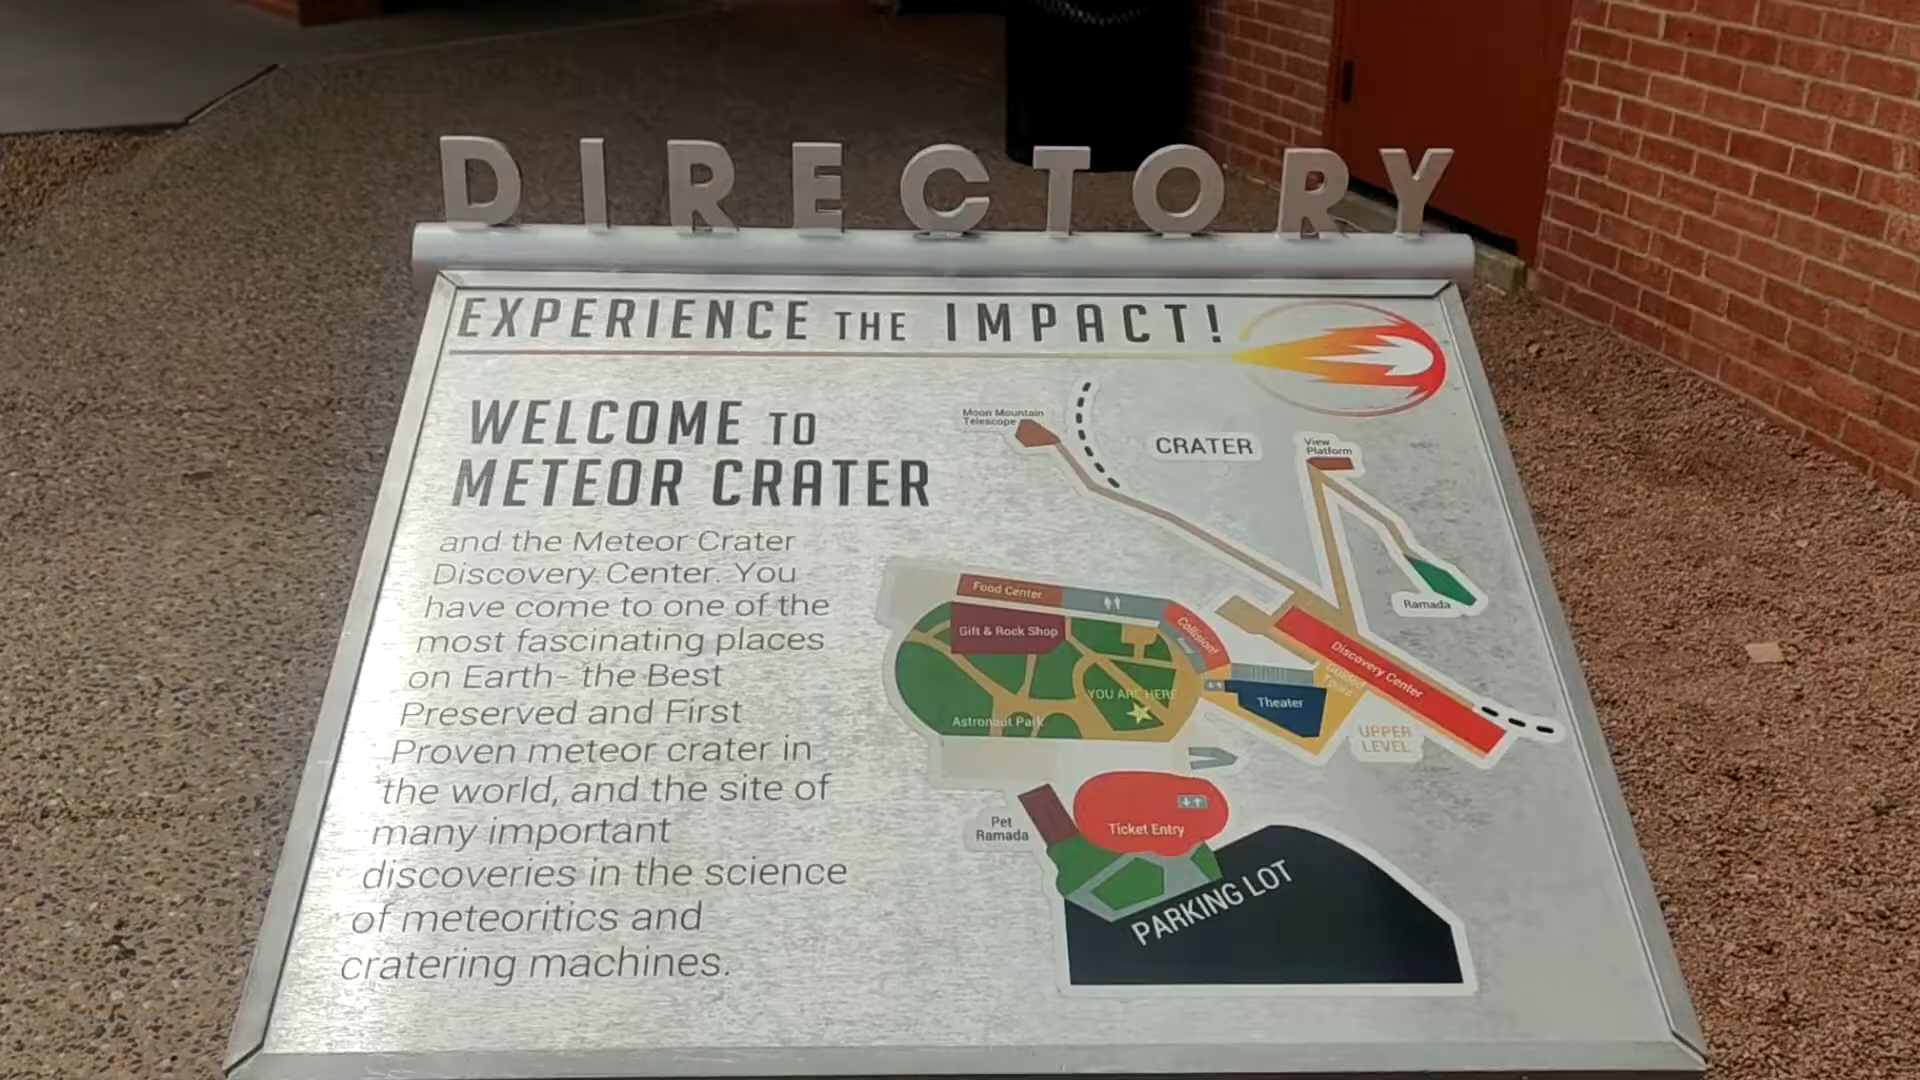 DIRECTORY
EXPERIENCE THE IMPACT!
WELCOME TO
METEOR CRATER
and the Meteor Crater
Discovery Center. You
have come to one of the
most fascinating places
on Earth- the Best
Preserved and First
Proven meteor crater in
the world, and the site of
many important
discoveries in the science
of meteoritics and
cratering machines.
Moon Mountain
Telescope
CRATER
View
Platform
Ramada
Food Center
Gift & Rock Shop
Collision!
Discovery Center
Guided
Tours
YOU ARE HERE
Theater
Astronaut Park
UPPER
LEVEL
Pet
Ramada
Ticket Entry
PARKING LOT